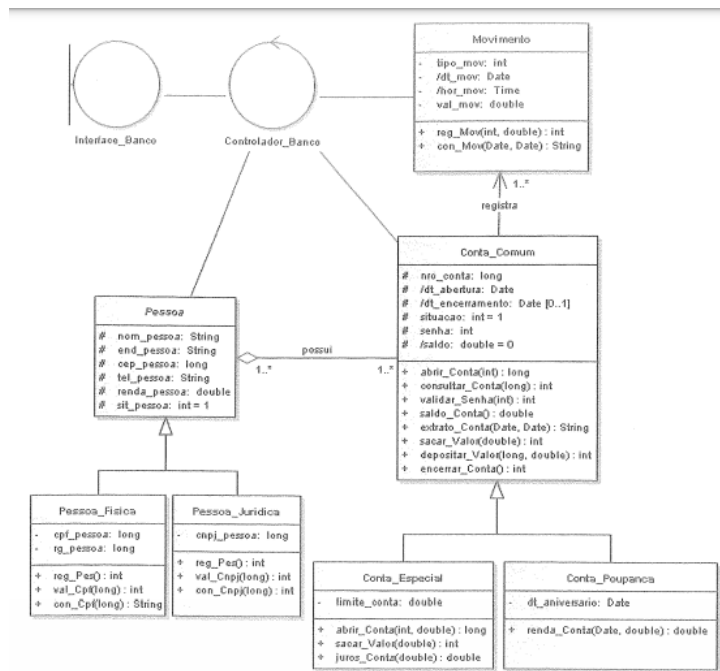 Movimento
- tipo_mov: int
- /dt_mov: Date
- /hor_mov: Time
- val_mov: double
+ reg_Mov(int, double) : int
+ con_Mov(Date, Date) : String
Interface_Banco
Controlador_Banco
1..*
registra
Conta_Comum
# nro_conta: long
# /dt_abertura: Date
# /dt_encerramento: Date [0..1]
# situacao: int = 1
# senha: int
# /saldo: double = 0
+ abrir_Conta(int) : long
+ consultar_Conta(long) : int
+ validar_Senha(int) : int
+ saldo_Conta() : double
+ extrato_Conta(Date, Date) : String
+ sacar_Valor(double) : int
+ depositar_Valor(long, double) : int
+ encerrar_Conta() : int
Pessoa
# nom_pessoa: String
# end_pessoa: String
# cep_pessoa: long
# tel_pessoa: String
# renda_pessoa: double
# sit_pessoa: int = 1
possui
1..*
1..*
Pessoa_Fisica
- cpf_pessoa: long
- rg_pessoa: long
+ reg_Pes() : int
+ val_Cpf(long) : int
+ con_Cpf(long) : String
Pessoa_Juridica
- cnpj_pessoa: long
+ reg_Pes() : int
+ val_Cnpj(long) : int
+ con_Cnpj(long) : int
Conta_Especial
- limite_conta: double
+ abrir_Conta(int, double) : long
+ sacar_Valor(double) : int
+ juros_Conta(double) : double
Conta_Poupanca
- dt_aniversario: Date
+ renda_Conta(Date, double) : double